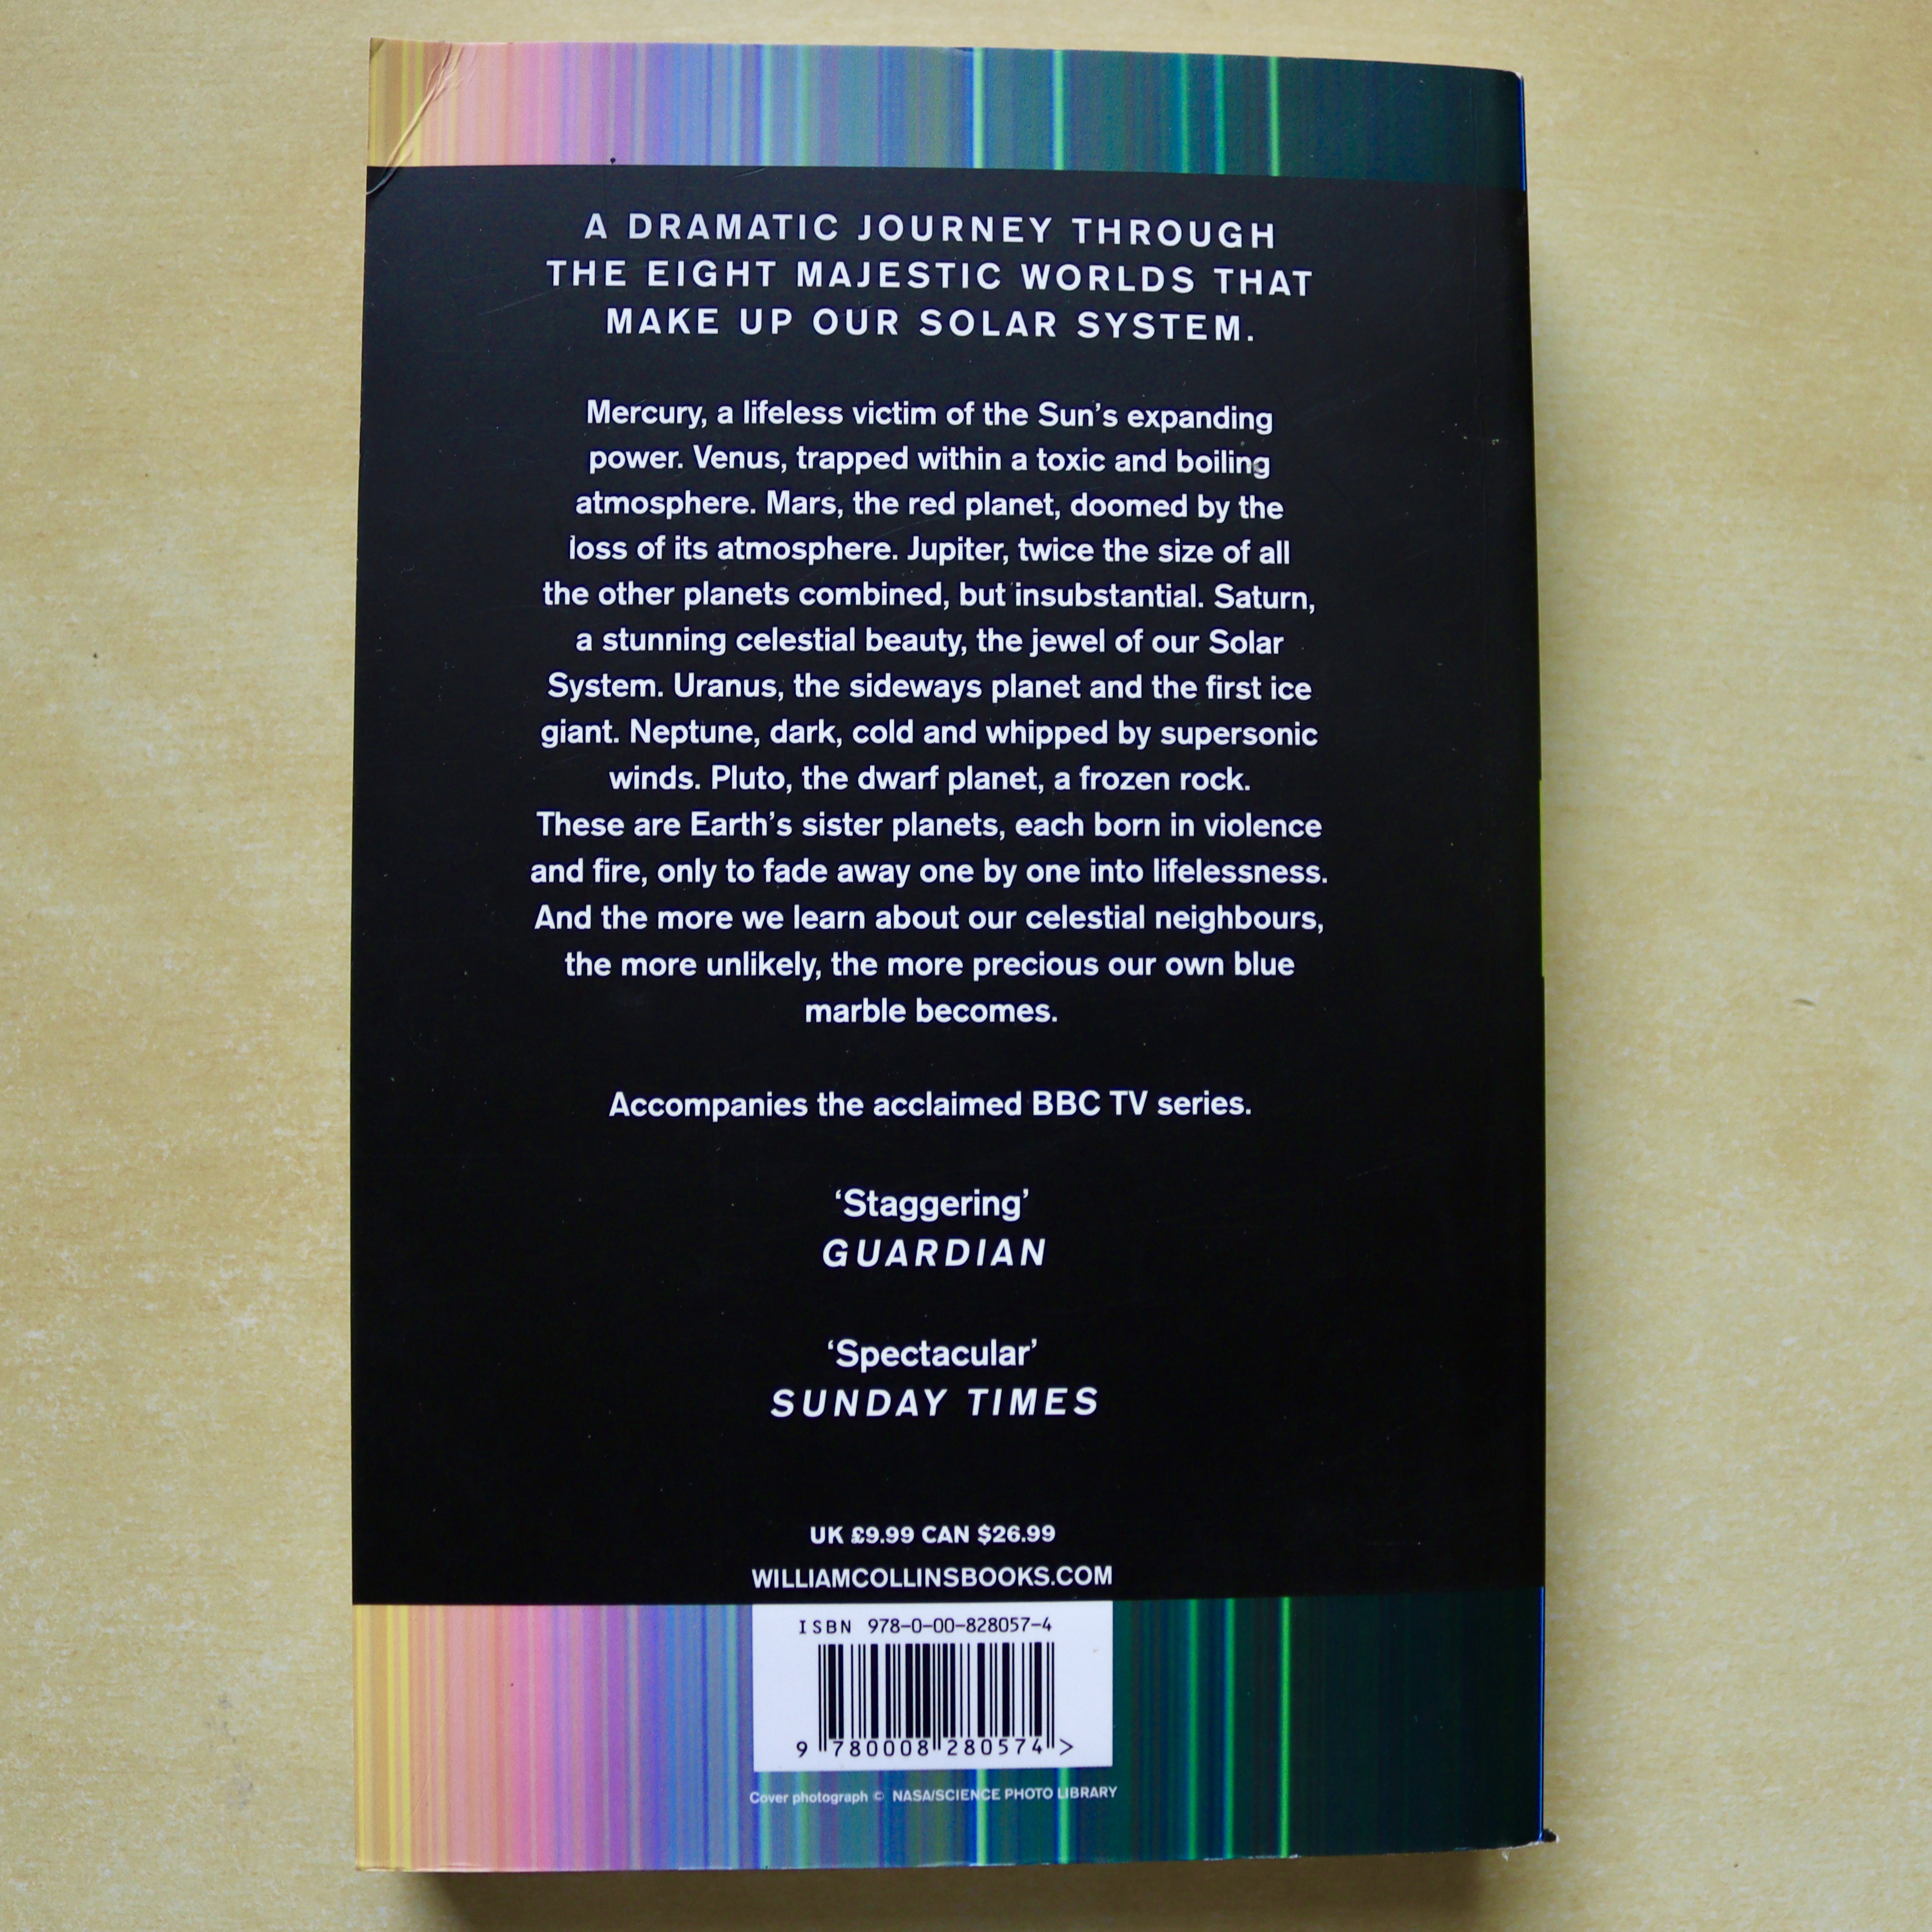 A DRAMATIC JOURNEY THROUGH
THE EIGHT MAJESTIC WORLDS THAT
MAKE UP OUR SOLAR SYSTEM.
Mercury, a lifeless victim of the Sun’s expanding
power. Venus, trapped within a toxic and boiling
atmosphere. Mars, the red planet, doomed by the
loss of its atmosphere. Jupiter, twice the size of all
the other planets combined, but insubstantial. Saturn,
a stunning celestial beauty, the jewel of our Solar
System. Uranus, the sideways planet and the first ice
giant. Neptune, dark, cold and whipped by supersonic
winds. Pluto, the dwarf planet, a frozen rock.
These are Earth’s sister planets, each born in violence
and fire, only to fade away one by one into lifelessness.
And the more we learn about our celestial neighbours,
the more unlikely, the more precious our own blue
marble becomes.
Accompanies the acclaimed BBC TV series.
‘Staggering’
GUARDIAN
‘Spectacular’
SUNDAY TIMES
UK £9.99 CAN $26.99
WILLIAMCOLLINSBOOKS.COM
ISBN 978-0-00-828057-4
9 780008 280574 >
Cover photograph © NASA/SCIENCE PHOTO LIBRARY